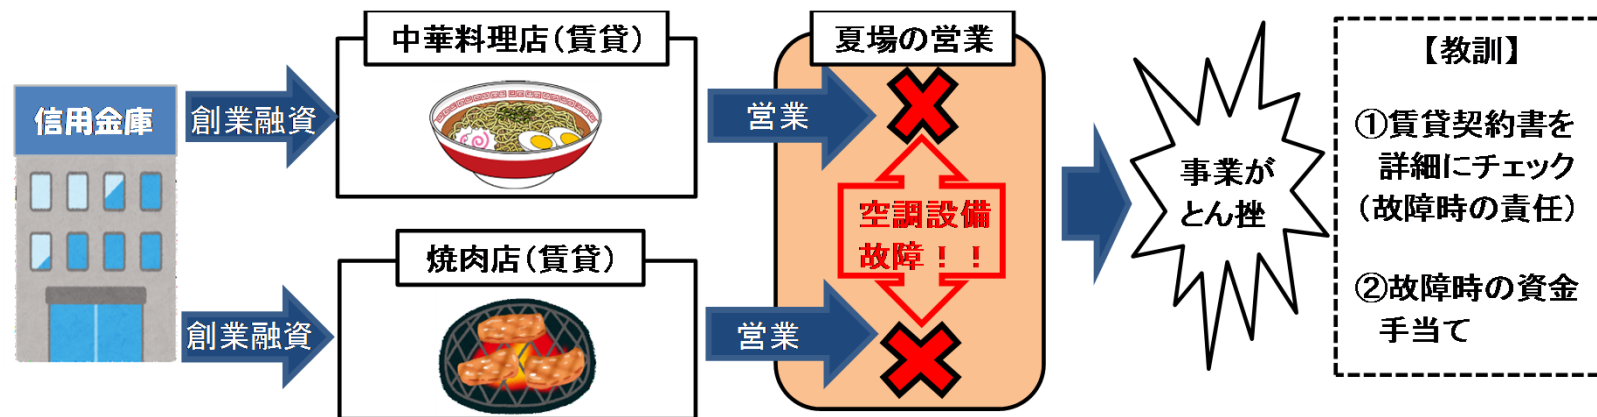 信用金庫
創業融資
中華料理店(賃貸)
営業
夏場の営業
空調設備
故障！！
創業融資
焼肉店(賃貸)
営業
事業が
とん挫
【教訓】
①賃貸契約書を
詳細にチェック
(故障時の責任)
②故障時の資金
手当て